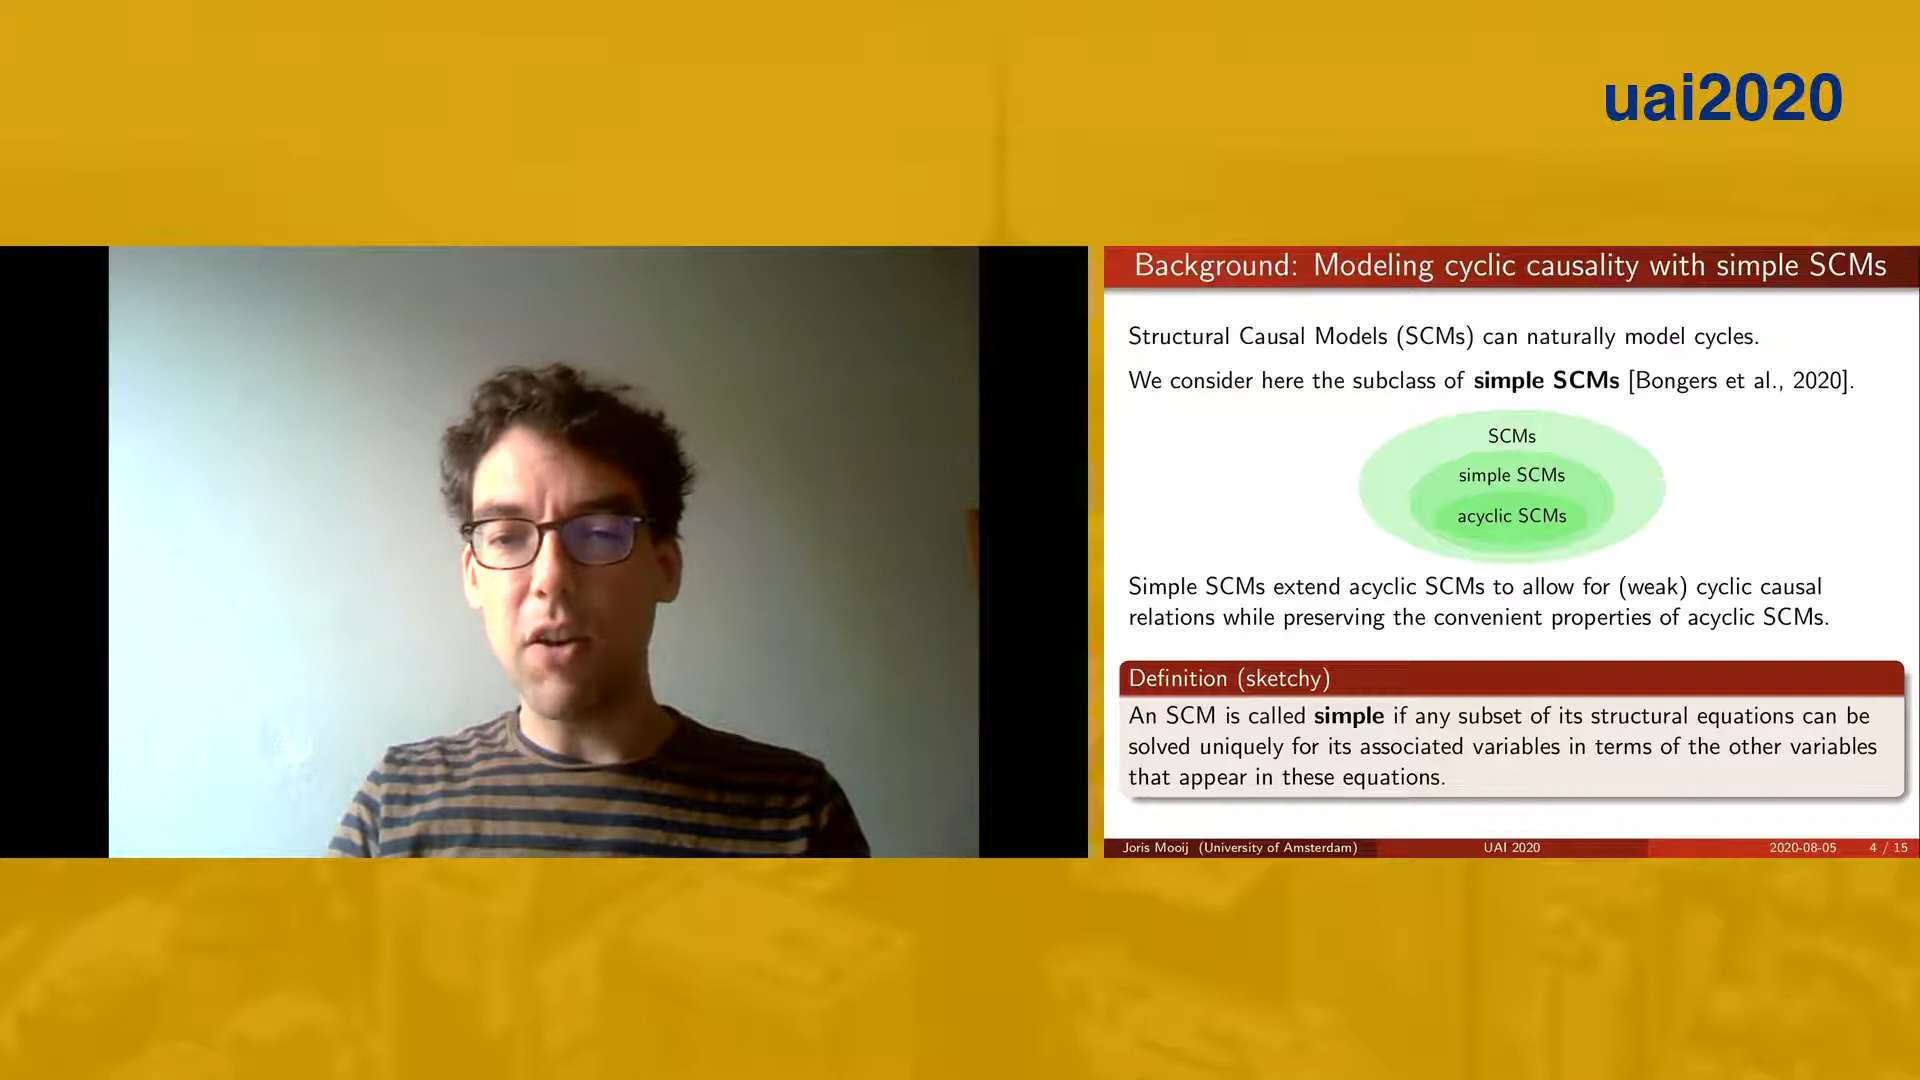 uai2020
Background: Modeling cyclic causality with simple SCMs
Structural Causal Models (SCMs) can naturally model cycles.
We consider here the subclass of simple SCMs [Bongers et al., 2020].
SCMs
simple SCMs
acyclic SCMs
Simple SCMs extend acyclic SCMs to allow for (weak) cyclic causal
relations while preserving the convenient properties of acyclic SCMs.
Definition (sketchy)
An SCM is called simple if any subset of its structural equations can be
solved uniquely for its associated variables in terms of the other variables
that appear in these equations.
Joris Mooij (University of Amsterdam) UAI 2020 2020-08-05 4 / 15